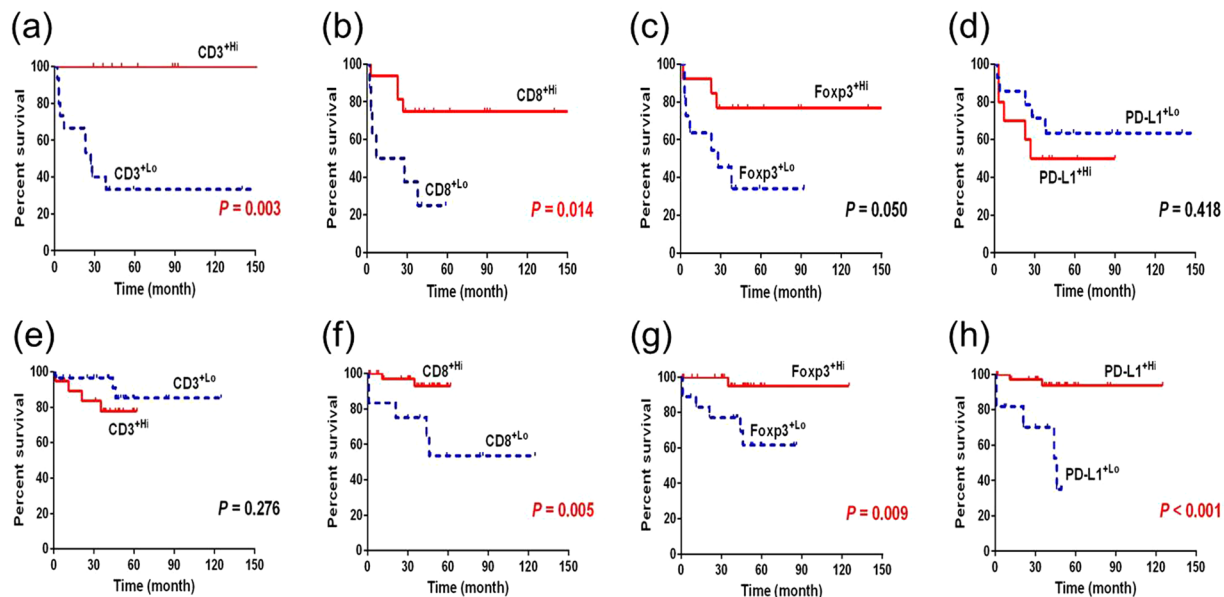 (a)
CD3+Hi
Percent survival
100
80
60
40
20
0
CD3+Lo
P = 0.003
0 30 60 90 120 150
Time (month)
(b)
Percent survival
100
80
60
40
20
0
CD8+Hi
CD8+Lo
P = 0.014
0 30 60 90 120 150
Time (month)
(c)
Percent survival
100
80
60
40
20
0
Foxp3+Hi
Foxp3+Lo
P = 0.050
0 30 60 90 120 150
Time (month)
(d)
Percent survival
100
80
60
40
20
0
PD-L1+Lo
PD-L1+Hi
P = 0.418
0 30 60 90 120 150
Time (month)
(e)
Percent survival
100
80
60
40
20
0
CD3+Lo
CD3+Hi
P = 0.276
0 30 60 90 120 150
Time (month)
(f)
Percent survival
100
80
60
40
20
0
CD8+Hi
CD8+Lo
P = 0.005
0 30 60 90 120 150
Time (month)
(g)
Percent survival
100
80
60
40
20
0
Foxp3+Hi
Foxp3+Lo
P = 0.009
0 30 60 90 120 150
Time (month)
(h)
Percent survival
100
80
60
40
20
0
PD-L1+Hi
PD-L1+Lo
P < 0.001
0 30 60 90 120 150
Time (month)